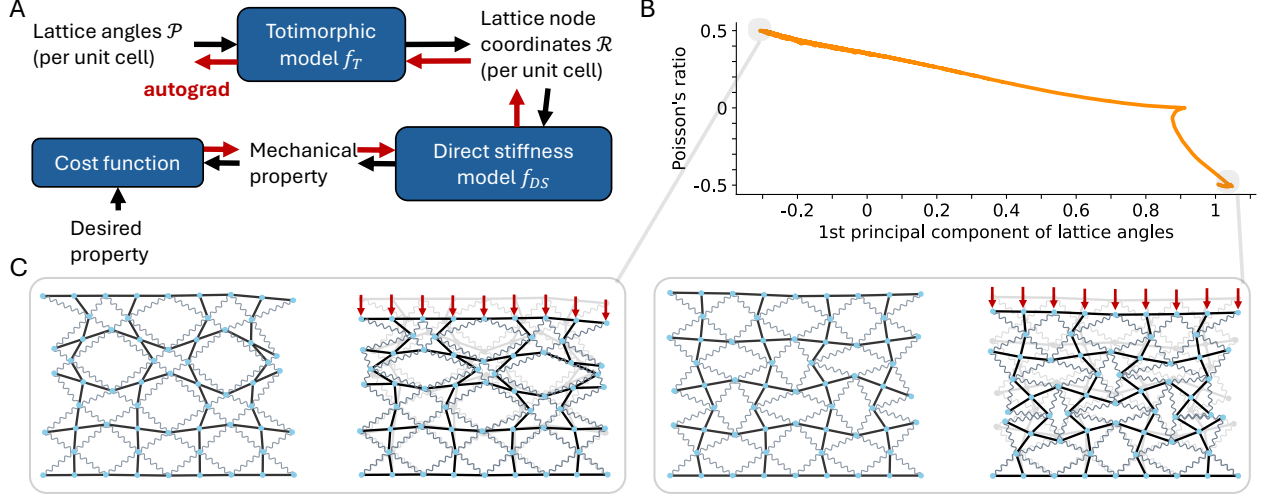 A
Lattice angles 𝒫
(per unit cell)
Totimorphic
model f_T
Lattice node
coordinates ℛ
(per unit cell)
autograd
Cost function
Mechanical
property
Direct stiffness
model f_DS
Desired
property
B
Poisson's ratio
0.5
0
-0.5
-0.2
0
0.2
0.4
0.6
0.8
1
1st principal component of lattice angles
C